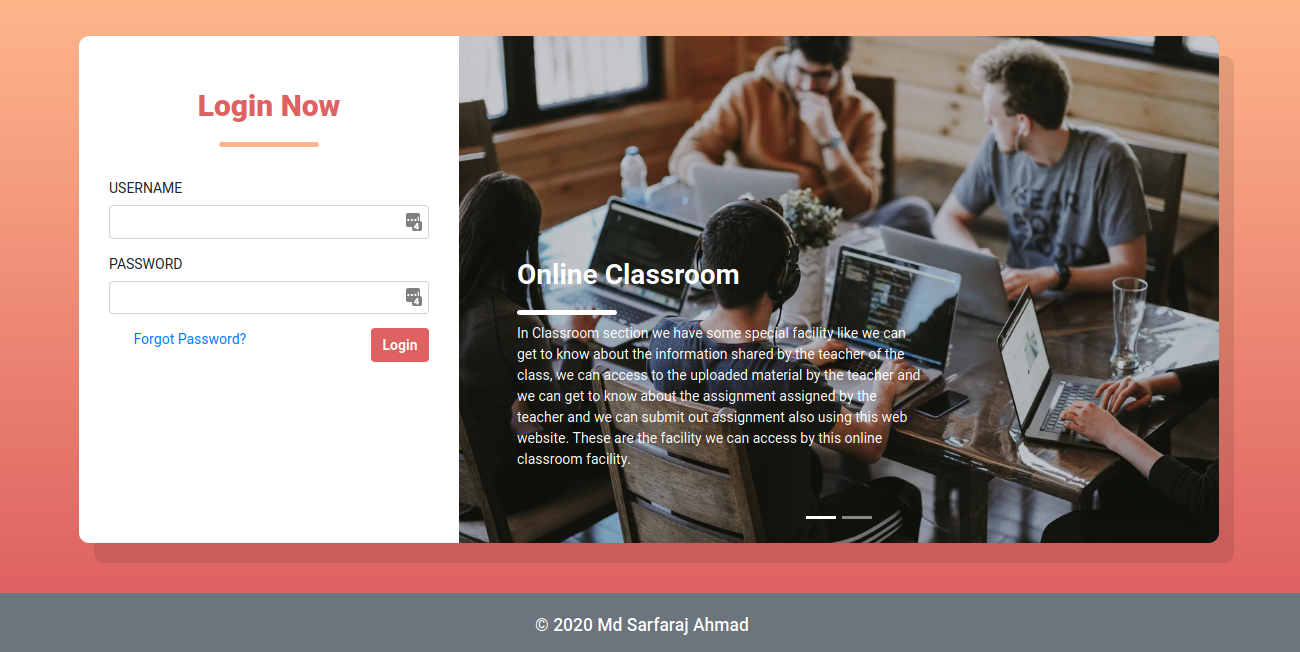 Login Now
USERNAME
4
PASSWORD
4
Forgot Password?
Login
Online Classroom
In Classroom section we have some special facility like we can
get to know about the information shared by the teacher of the
class, we can access to the uploaded material by the teacher and
we can get to know about the assignment assigned by the
teacher and we can submit out assignment also using this web
website. These are the facility we can access by this online
classroom facility.
© 2020 Md Sarfaraj Ahmad